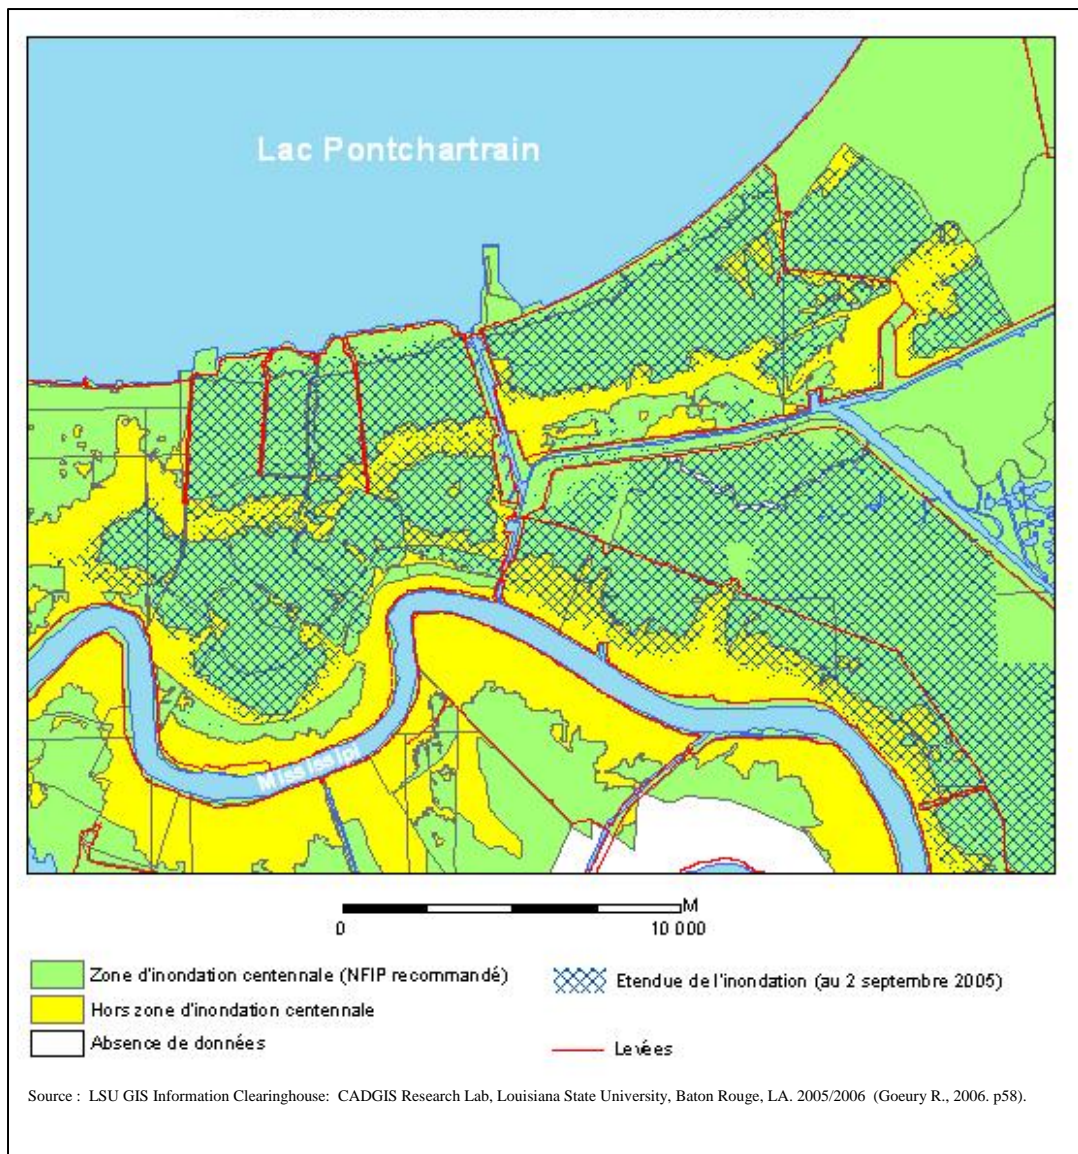 Lac Pontchartrain
Mississipi
M
0
10 000
Zone d'inondation centennale (NFIP recommandé)
Etendue de l'inondation (au 2 septembre 2005)
Hors zone d'inondation centennale
Absence de données
Levées
Source : LSU GIS Information Clearinghouse: CADGIS Research Lab, Louisiana State University, Baton Rouge, LA. 2005/2006 (Goeury R., 2006. p58).